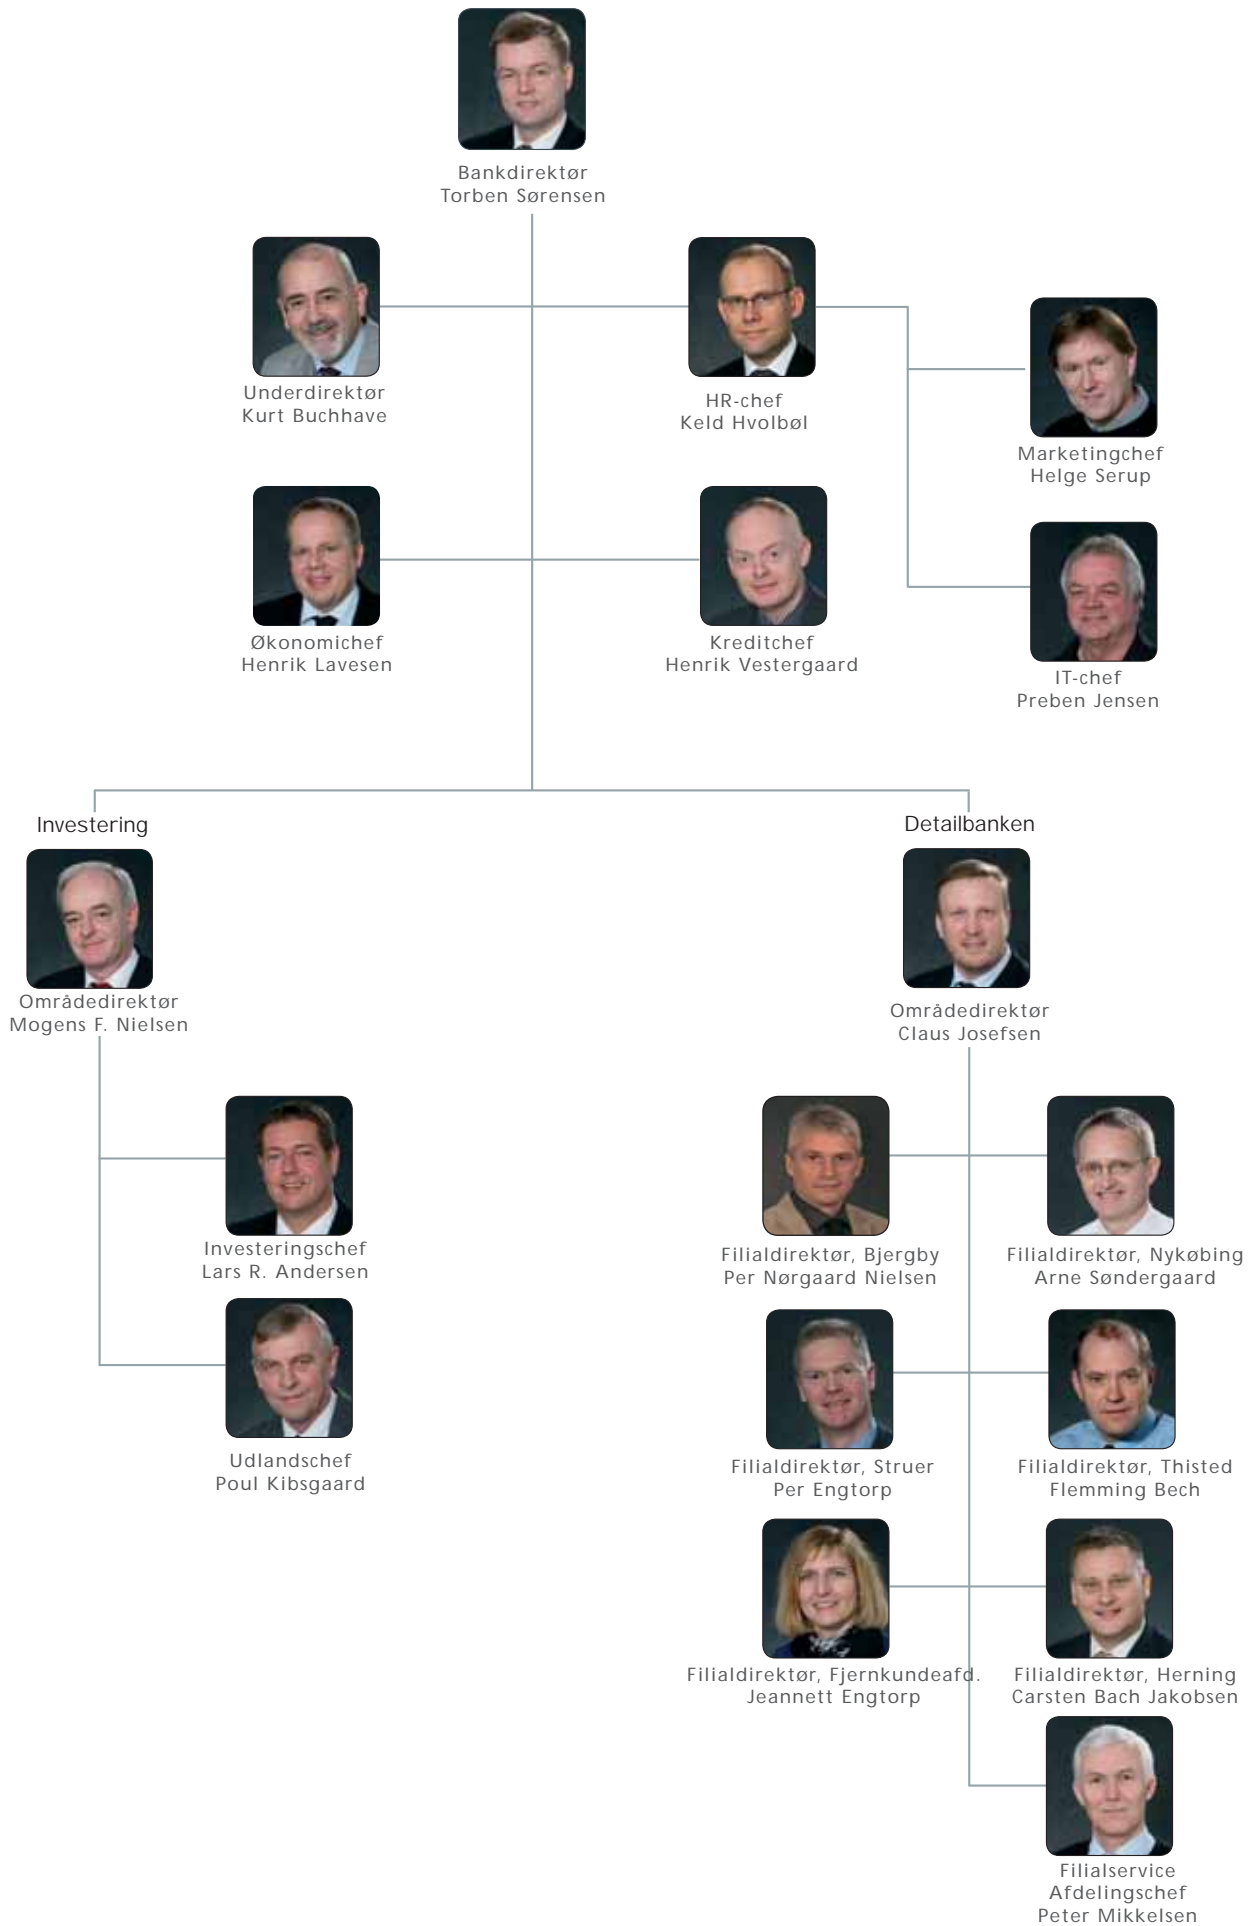 Bankdirektør
Torben Sørensen
Underdirektør
Kurt Buchhave
HR-chef
Keld Hvolbøl
Marketingchef
Helge Serup
Økonomichef
Henrik Lavesen
Kreditchef
Henrik Vestergaard
IT-chef
Preben Jensen
Investering
Detailbanken
Områdedirektør
Mogens F. Nielsen
Områdedirektør
Claus Josefsen
Investeringschef
Lars R. Andersen
Filialdirektør, Bjergby
Per Nørgaard Nielsen
Filialdirektør, Nykøbing
Arne Søndergaard
Udlandschef
Poul Kibsgaard
Filialdirektør, Struer
Per Engtorp
Filialdirektør, Thisted
Flemming Bech
Filialdirektør, Fjernkundeafd.
Jeannett Engtorp
Filialdirektør, Herning
Carsten Bach Jakobsen
Filialservice
Afdelingschef
Peter Mikkelsen